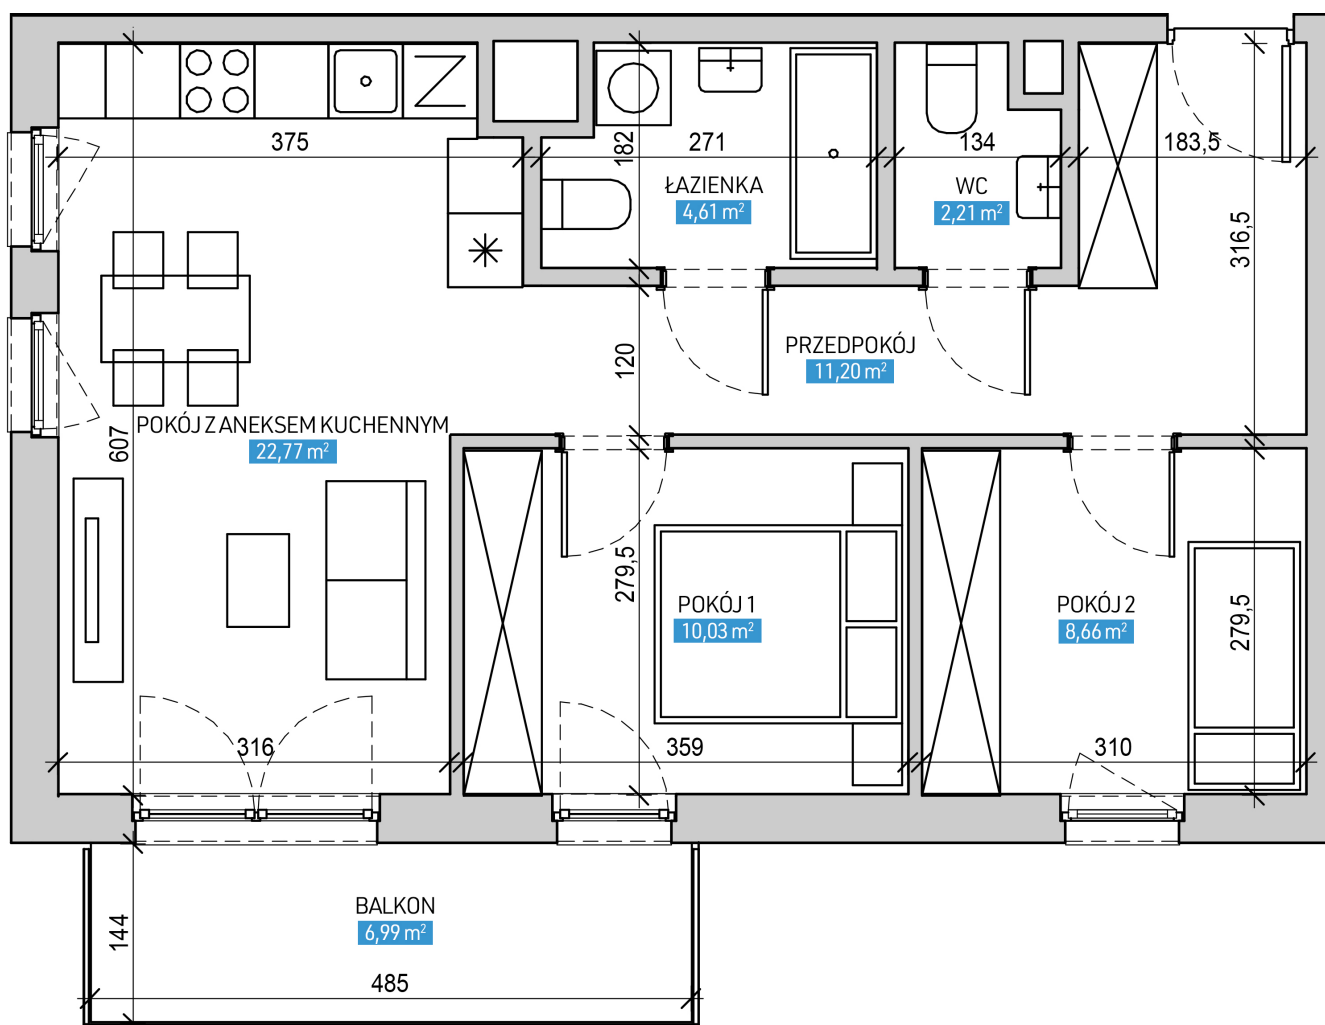 375
182
271
134
183,5
ŁAZIENKA
4,61 m²
WC
2,21 m²
316,5
PRZEDPOKÓJ
11,20 m²
120
POKÓJ Z ANEKSEM KUCHENNYM
22,77 m²
607
279,5
POKÓJ 1
10,03 m²
POKÓJ 2
8,66 m²
279,5
316
359
310
BALKON
6,99 m²
144
485